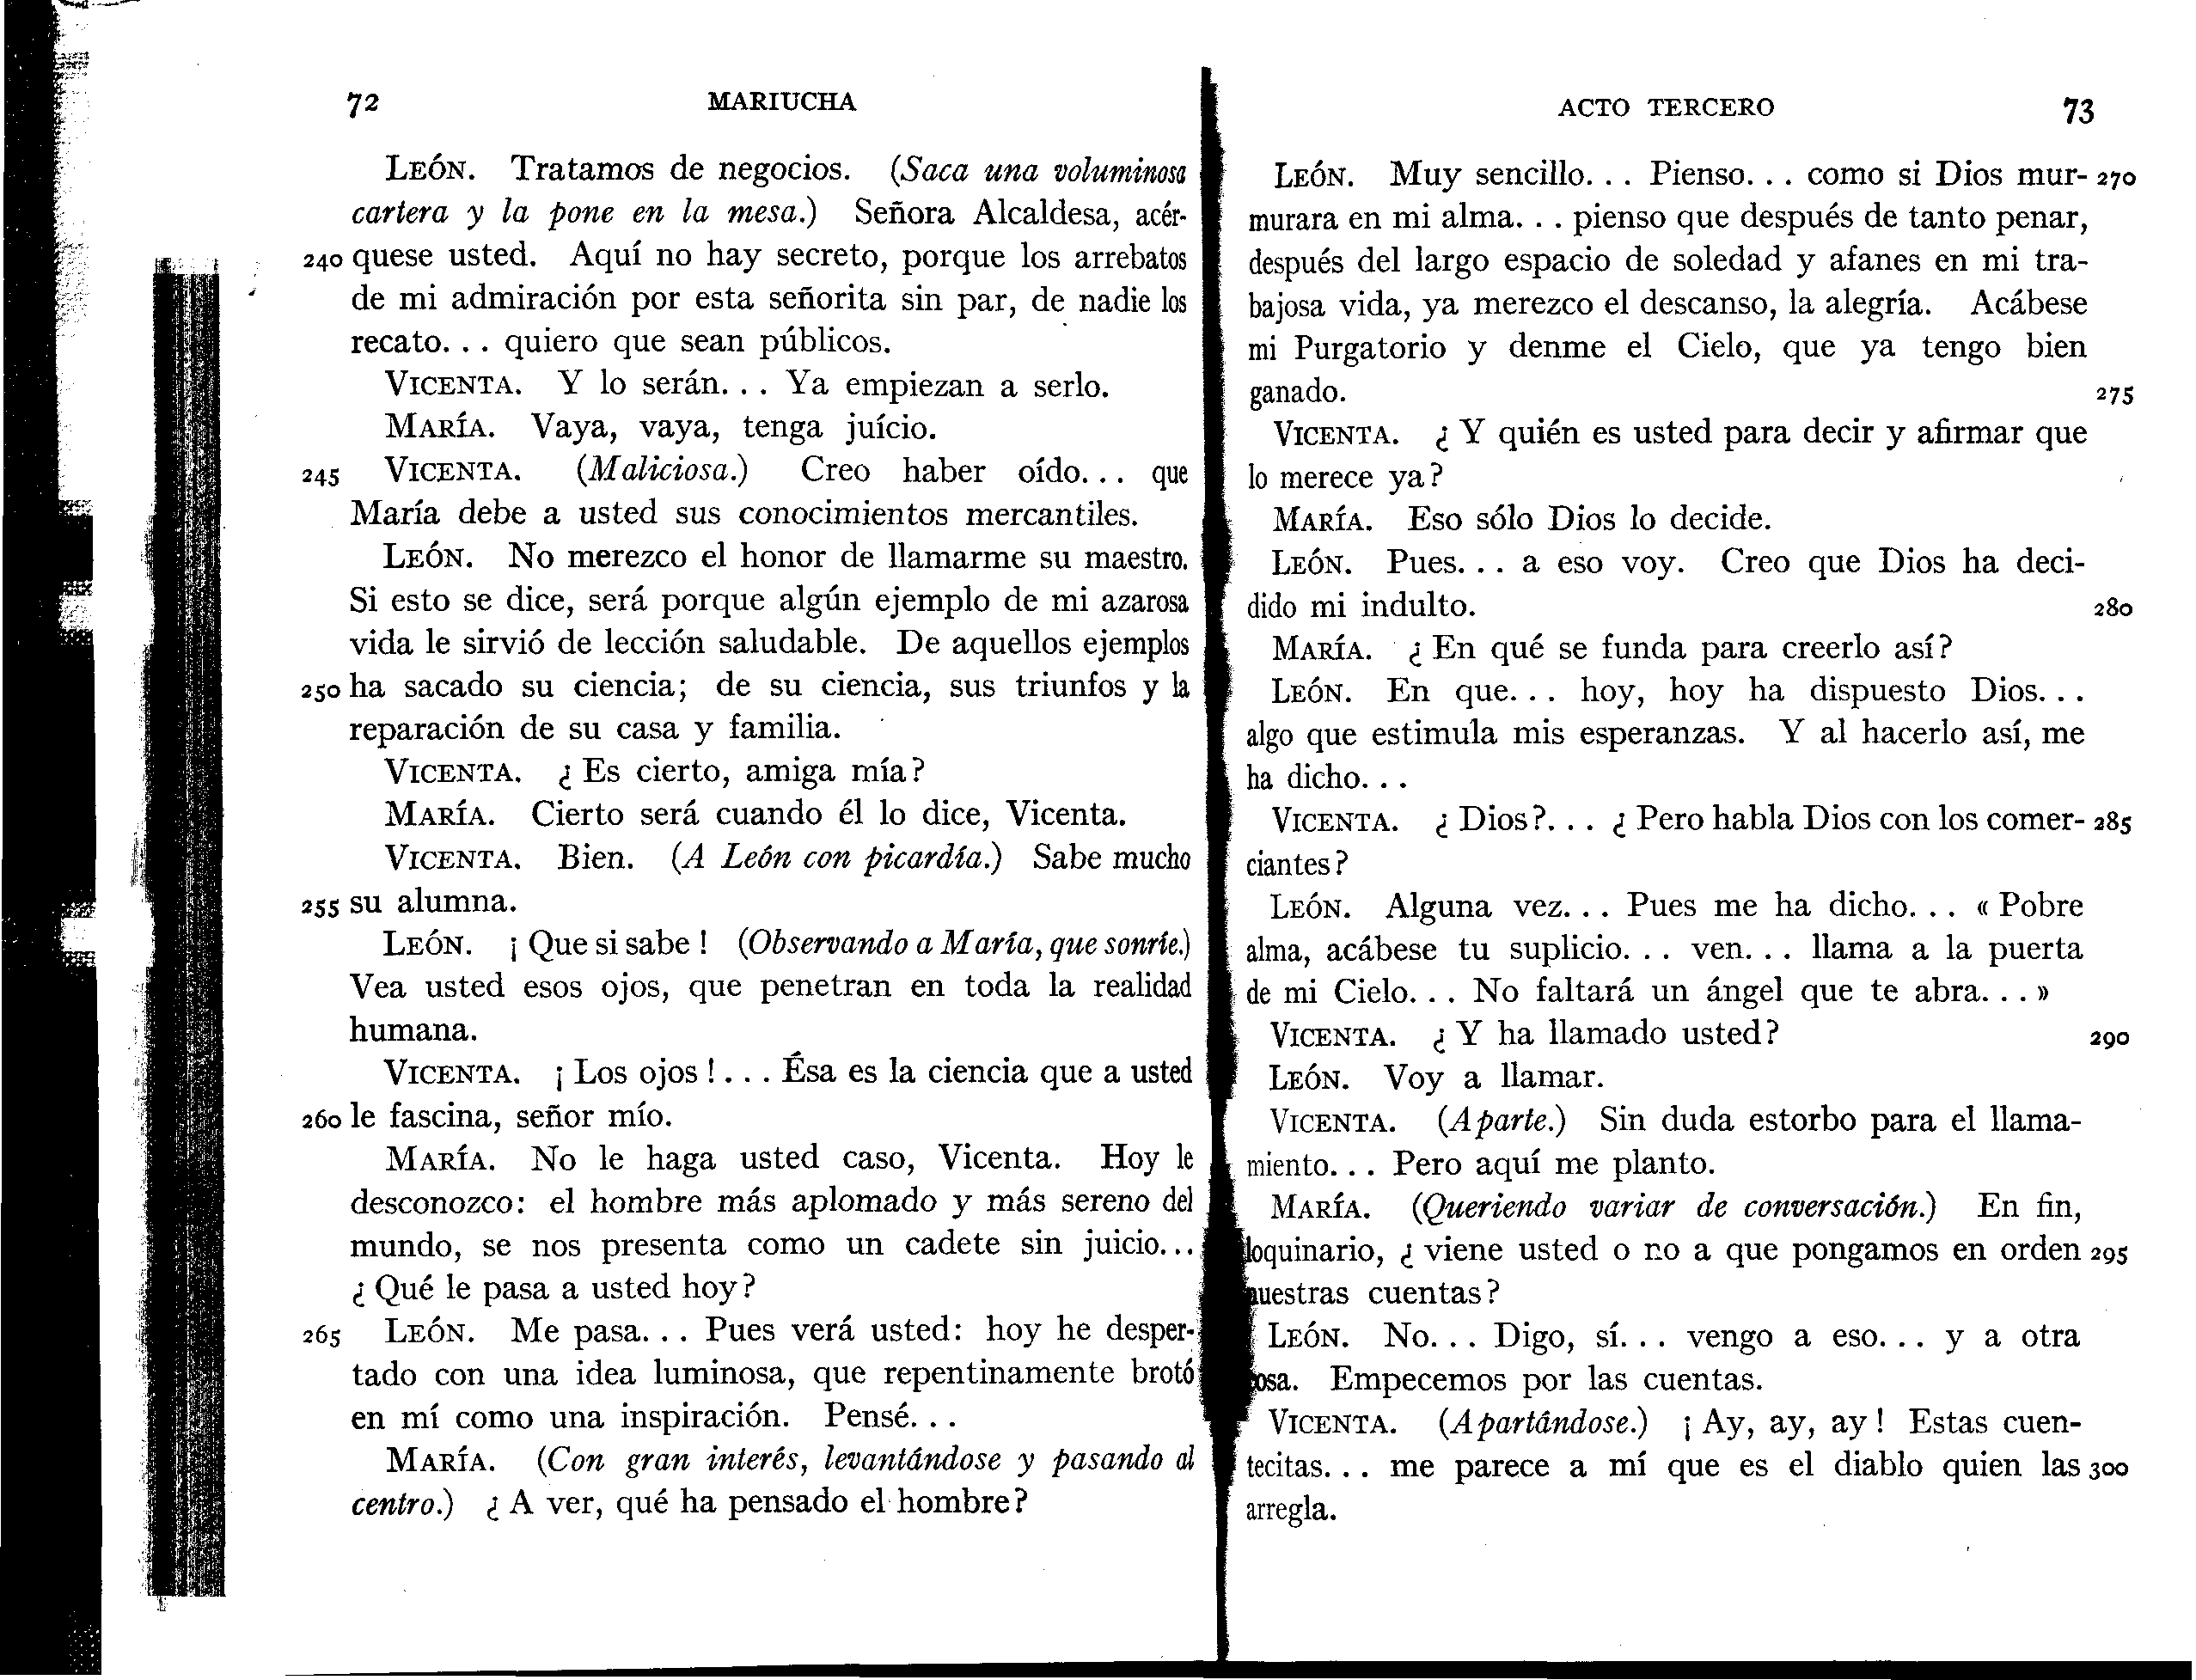 72 MARIUCHA
LEÓN. Tratamos de negocios. (Saca una voluminosa
cartera y la pone en la mesa.) Señora Alcaldesa, acér-
240 quese usted. Aquí no hay secreto, porque los arrebatos
de mi admiración por esta señorita sin par, de nadie los
recato. . . quiero que sean públicos.
VICENTA. Y lo serán. . . Ya empiezan a serlo.
MARÍA. Vaya, vaya, tenga juício.
245 VICENTA. (Maliciosa.) Creo haber oído. . . que
María debe a usted sus conocimientos mercantiles.
LEÓN. No merezco el honor de llamarme su maestro.
Si esto se dice, será porque algún ejemplo de mi azarosa
vida le sirvió de lección saludable. De aquellos ejemplos
250 ha sacado su ciencia; de su ciencia, sus triunfos y la
reparación de su casa y familia.
VICENTA. ¿ Es cierto, amiga mía?
MARÍA. Cierto será cuando él lo dice, Vicenta.
VICENTA. Bien. (A León con picardía.) Sabe mucho
255 su alumna.
LEÓN. ¡ Que si sabe ! (Observando a María, que sonríe.)
Vea usted esos ojos, que penetran en toda la realidad
humana.
VICENTA. ¡ Los ojos !. . . Ésa es la ciencia que a usted
260 le fascina, señor mío.
MARÍA. No le haga usted caso, Vicenta. Hoy le
desconozco: el hombre más aplomado y más sereno del
mundo, se nos presenta como un cadete sin juicio. . .
¿ Qué le pasa a usted hoy?
265 LEÓN. Me pasa. . . Pues verá usted: hoy he desper-
tado con una idea luminosa, que repentinamente brotó
en mí como una inspiración. Pensé. . .
MARÍA. (Con gran interés, levantándose y pasando al
centro.) ¿ A ver, qué ha pensado el hombre?
ACTO TERCERO 73
LEÓN. Muy sencillo. . . Pienso. . . como si Dios mur- 270
murara en mi alma. . . pienso que después de tanto penar,
después del largo espacio de soledad y afanes en mi tra-
bajosa vida, ya merezco el descanso, la alegría. Acábese
mi Purgatorio y denme el Cielo, que ya tengo bien
ganado. 275
VICENTA. ¿ Y quién es usted para decir y afirmar que
lo merece ya?
MARÍA. Eso sólo Dios lo decide.
LEÓN. Pues. . . a eso voy. Creo que Dios ha deci-
dido mi indulto. 280
MARÍA. ¿ En qué se funda para creerlo así?
LEÓN. En que. . . hoy, hoy ha dispuesto Dios. . .
algo que estimula mis esperanzas. Y al hacerlo así, me
ha dicho. . .
VICENTA. ¿ Dios?. . . ¿ Pero habla Dios con los comer- 285
ciantes?
LEÓN. Alguna vez. . . Pues me ha dicho. . . « Pobre
alma, acábese tu suplicio. . . ven. . . llama a la puerta
de mi Cielo. . . No faltará un ángel que te abra. . . »
VICENTA. ¿ Y ha llamado usted? 290
LEÓN. Voy a llamar.
VICENTA. (Aparte.) Sin duda estorbo para el llama-
miento. . . Pero aquí me planto.
MARÍA. (Queriendo variar de conversación.) En fin,
loquinario, ¿ viene usted o no a que pongamos en orden 295
nuestras cuentas?
LEÓN. No. . . Digo, sí. . . vengo a eso. . . y a otra
cosa. Empecemos por las cuentas.
VICENTA. (Apartándose.) ¡ Ay, ay, ay ! Estas cuen-
tecitas. . . me parece a mí que es el diablo quien las 300
arregla.